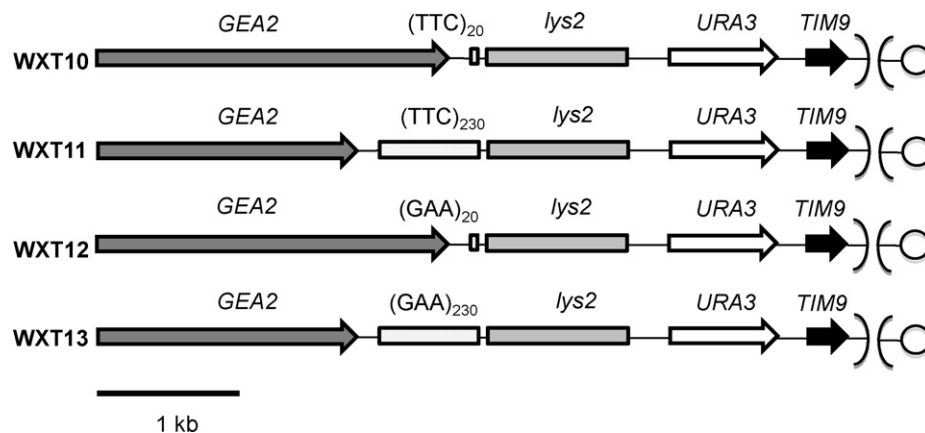 GEA2 (TTC)20 lys2 URA3 TIM9
WXT10
GEA2 (TTC)230 lys2 URA3 TIM9
WXT11
GEA2 (GAA)20 lys2 URA3 TIM9
WXT12
GEA2 (GAA)230 lys2 URA3 TIM9
WXT13
1 kb